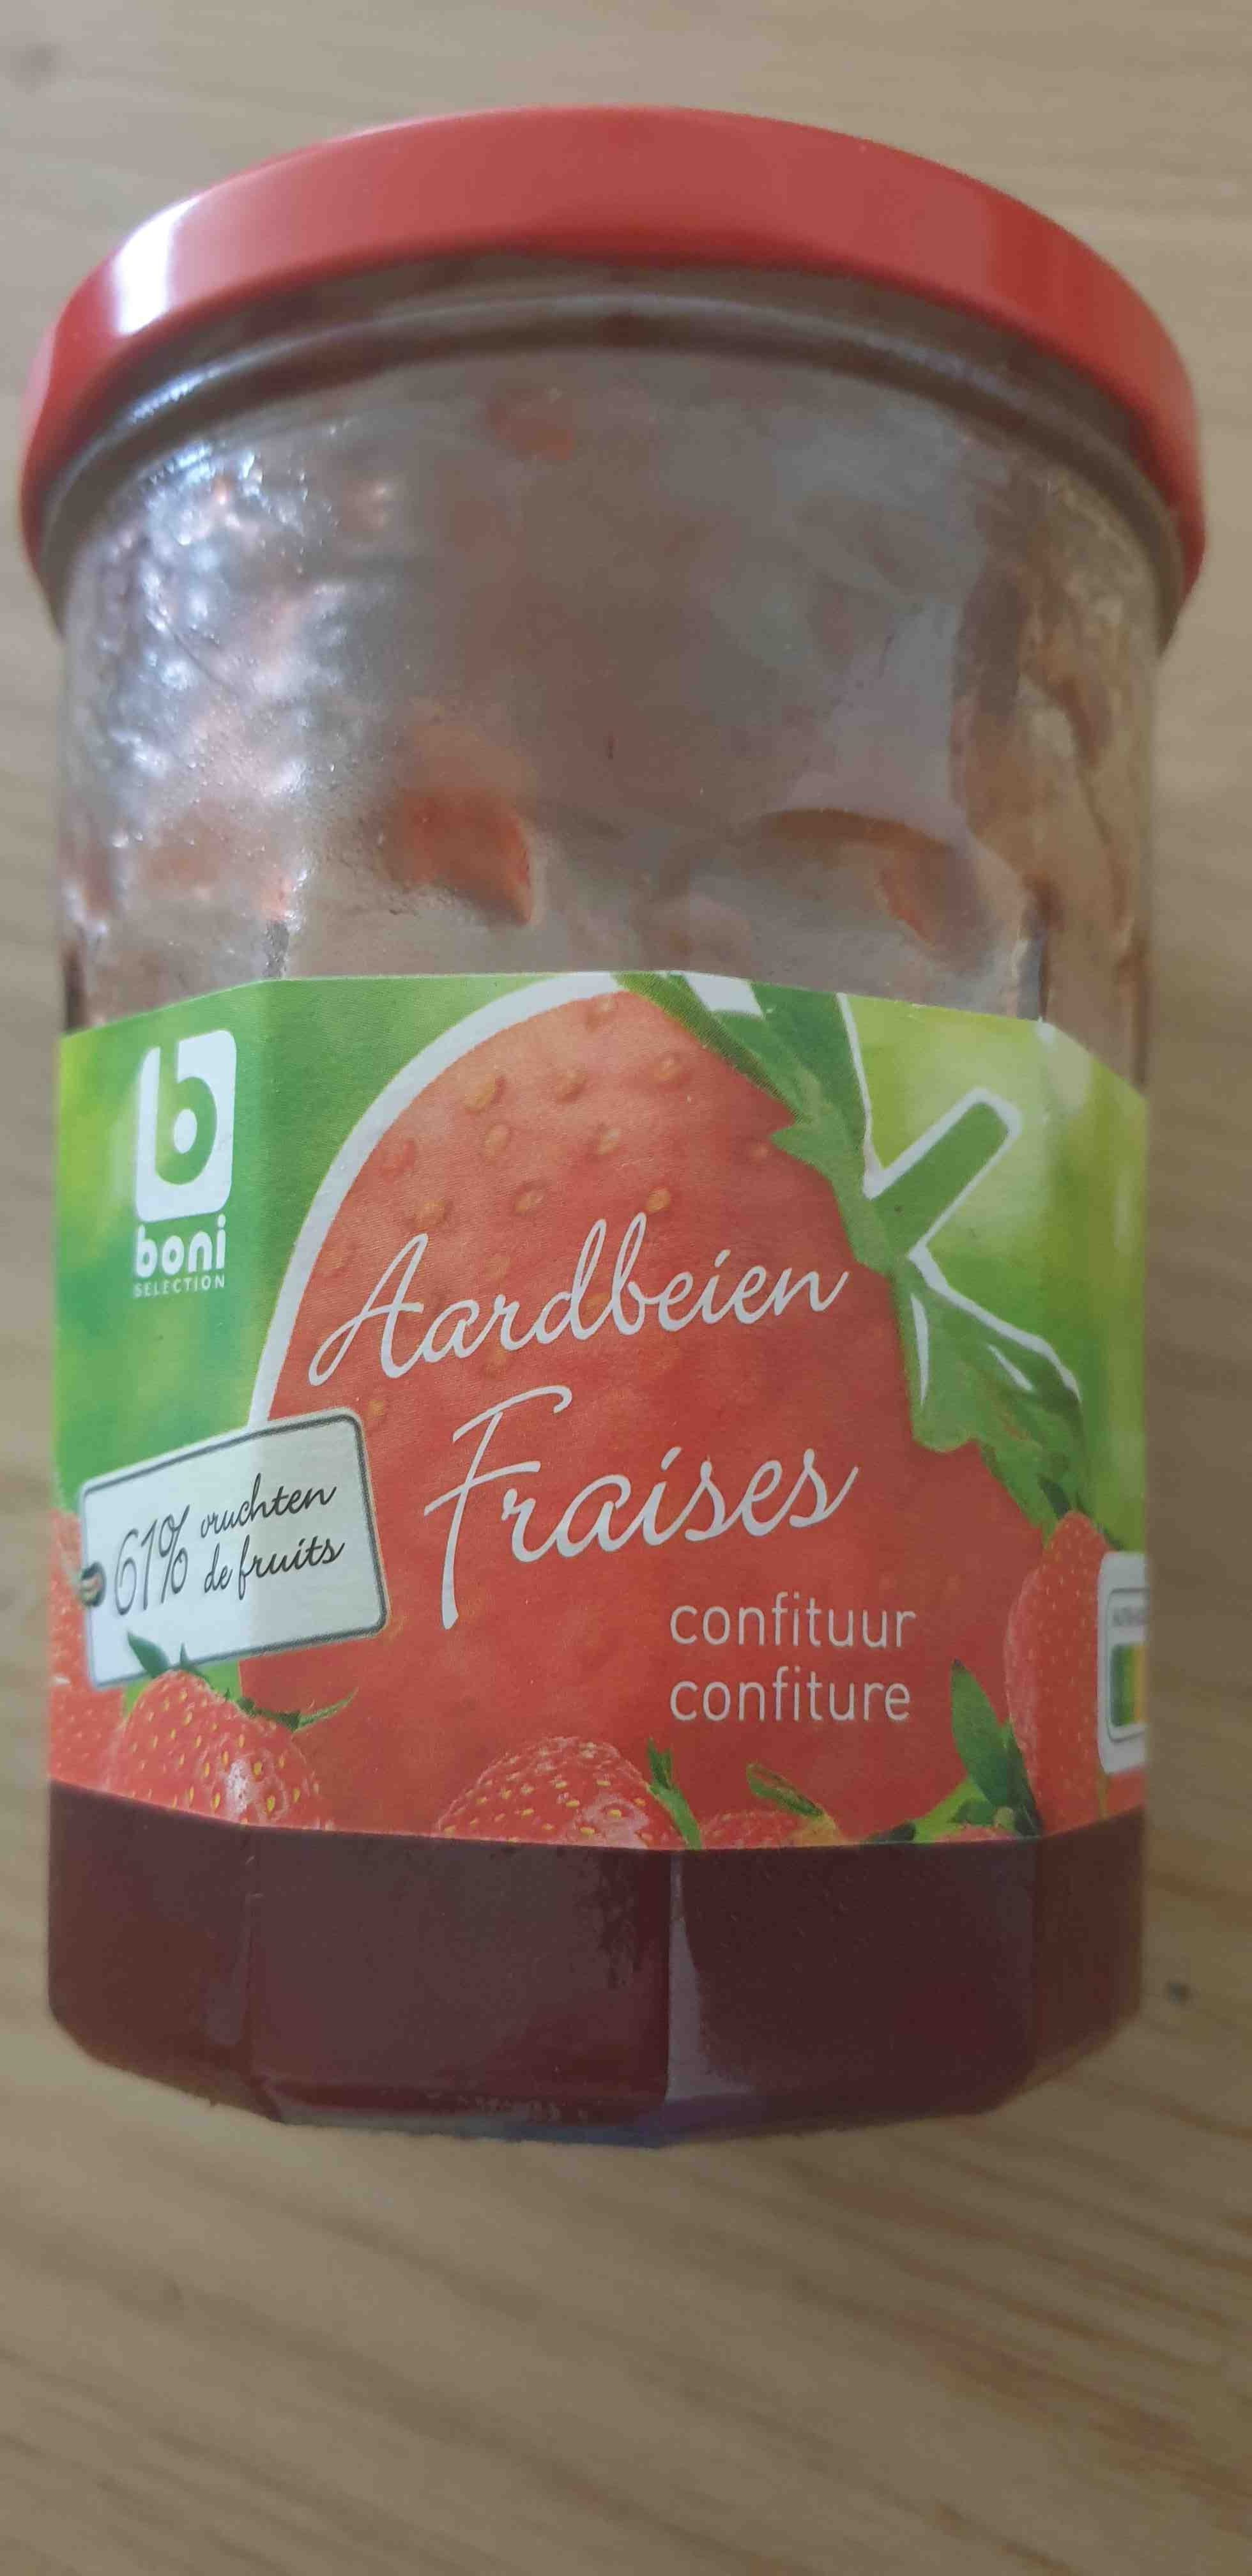 b
boni
SELECTION
Aardbeien
Fraises
61% vruchten
de fruits
confituur
confiture